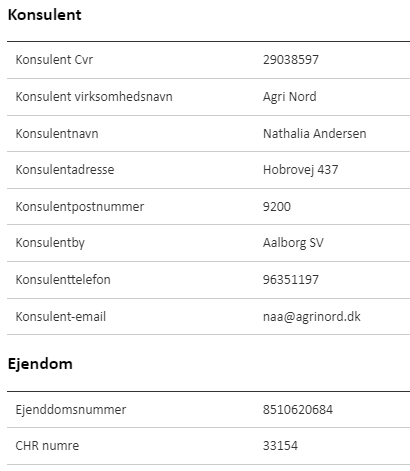 Konsulent
Konsulent Cvr 29038597
Konsulent virksomhedsnavn Agri Nord
Konsulentnavn Nathalia Andersen
Konsulentadresse Hobrovej 437
Konsulentpostnummer 9200
Konsulentby Aalborg SV
Konsulenttelefon 96351197
Konsulent-email naa@agrinord.dk
Ejendom
Ejenddomsnummer 8510620684
CHR numre 33154